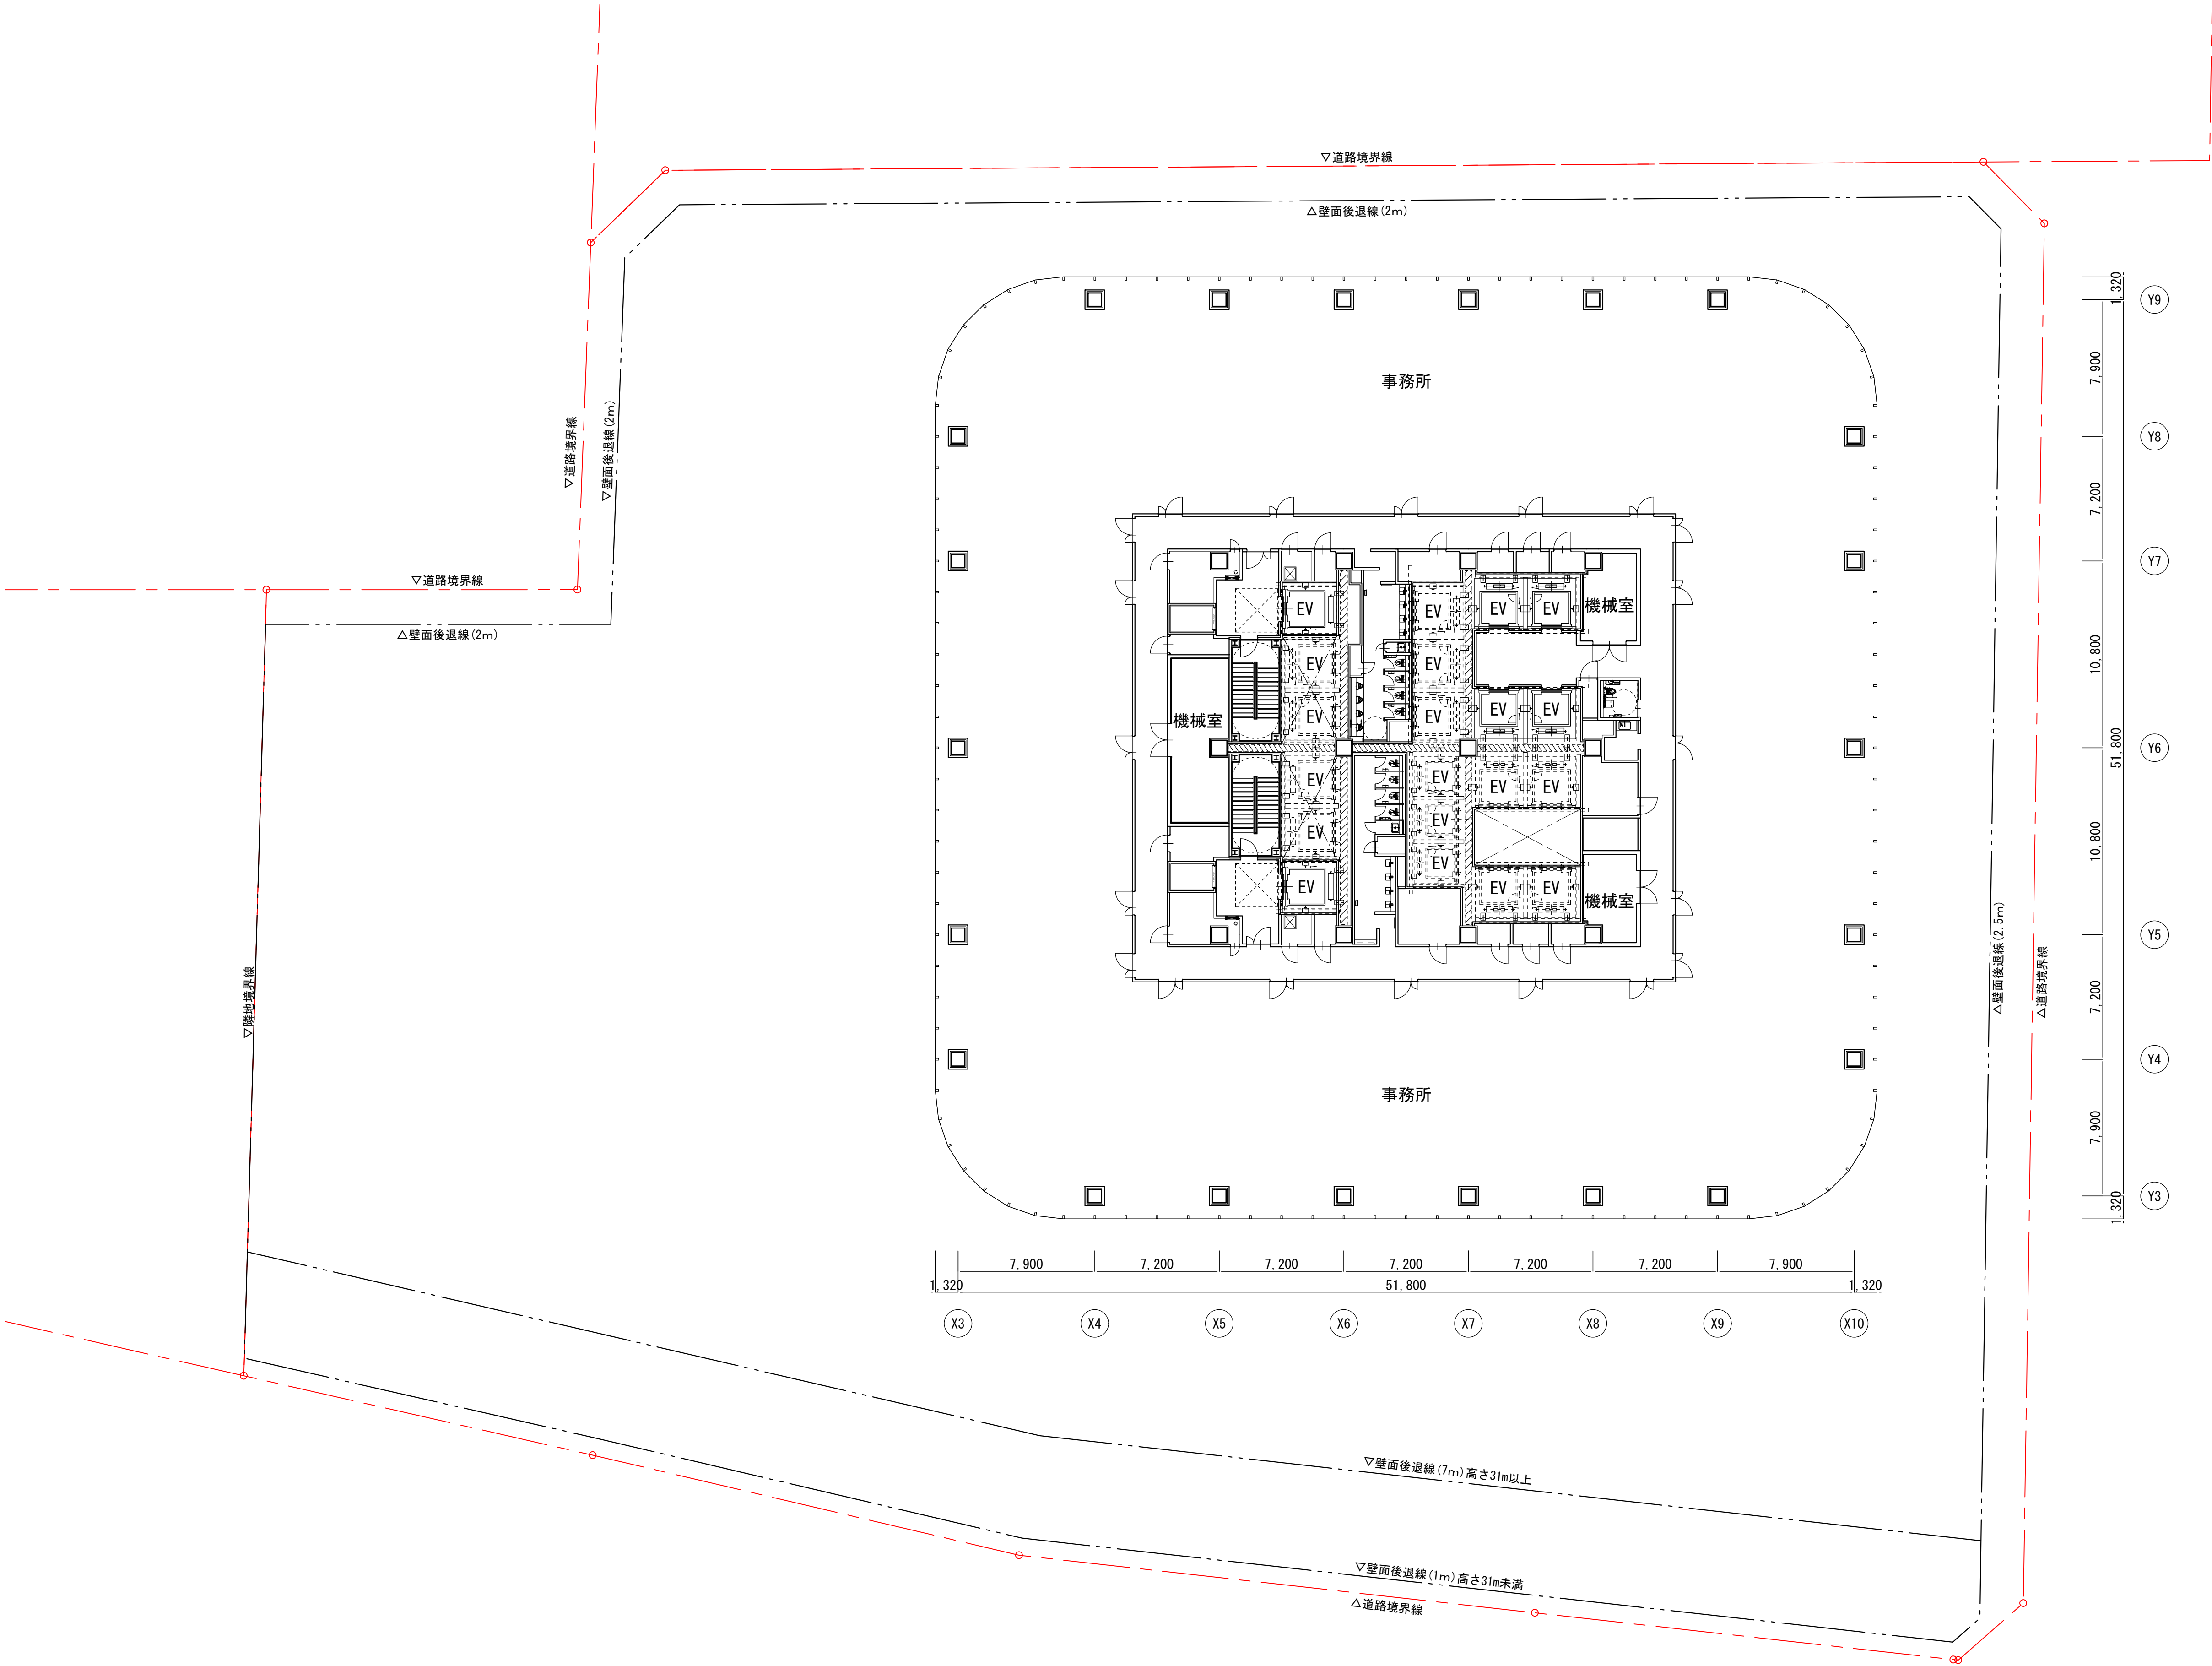 ▽道路境界線
△壁面後退線(2m)
1,320
Y9
事務所
7,900
▽道路境界線
▽壁面後退線(2m)
Y8
7,200
Y7
▽道路境界線
△壁面後退線(2m)
EV
EV
EV
EV
機械室
10,800
EV
EV
機械室
EV
EV
EV
EV
Y6
51,800
EV
EV
EV
EV
EV
EV
EV
10,800
EV
EV
EV
EV
機械室
△壁面後退線(2.5m)
Y5
▽隣地境界線
△道路境界線
7,200
Y4
事務所
7,900
Y3
1,320
7,900
7,200
7,200
7,200
7,200
7,200
7,900
1,320
51,800
1,320
X3
X4
X5
X6
X7
X8
X9
X10
▽壁面後退線(7m)高さ31m以上
▽壁面後退線(1m)高さ31m未満
△道路境界線